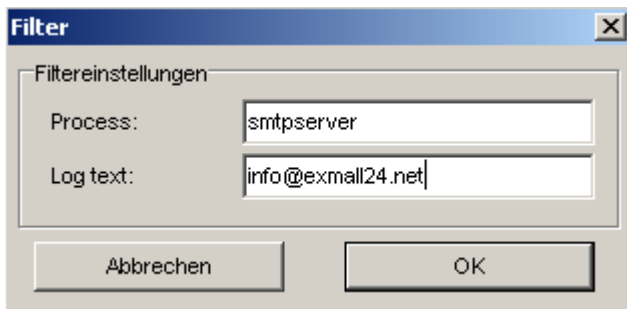 Filter
Filtereinstellungen
Process: smtpserver
Log text: info@exmall24.net
Abbrechen OK